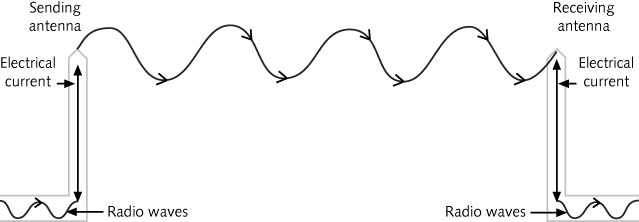 Sending
antenna
Receiving
antenna
Electrical
current
Electrical
current
Radio waves
Radio waves